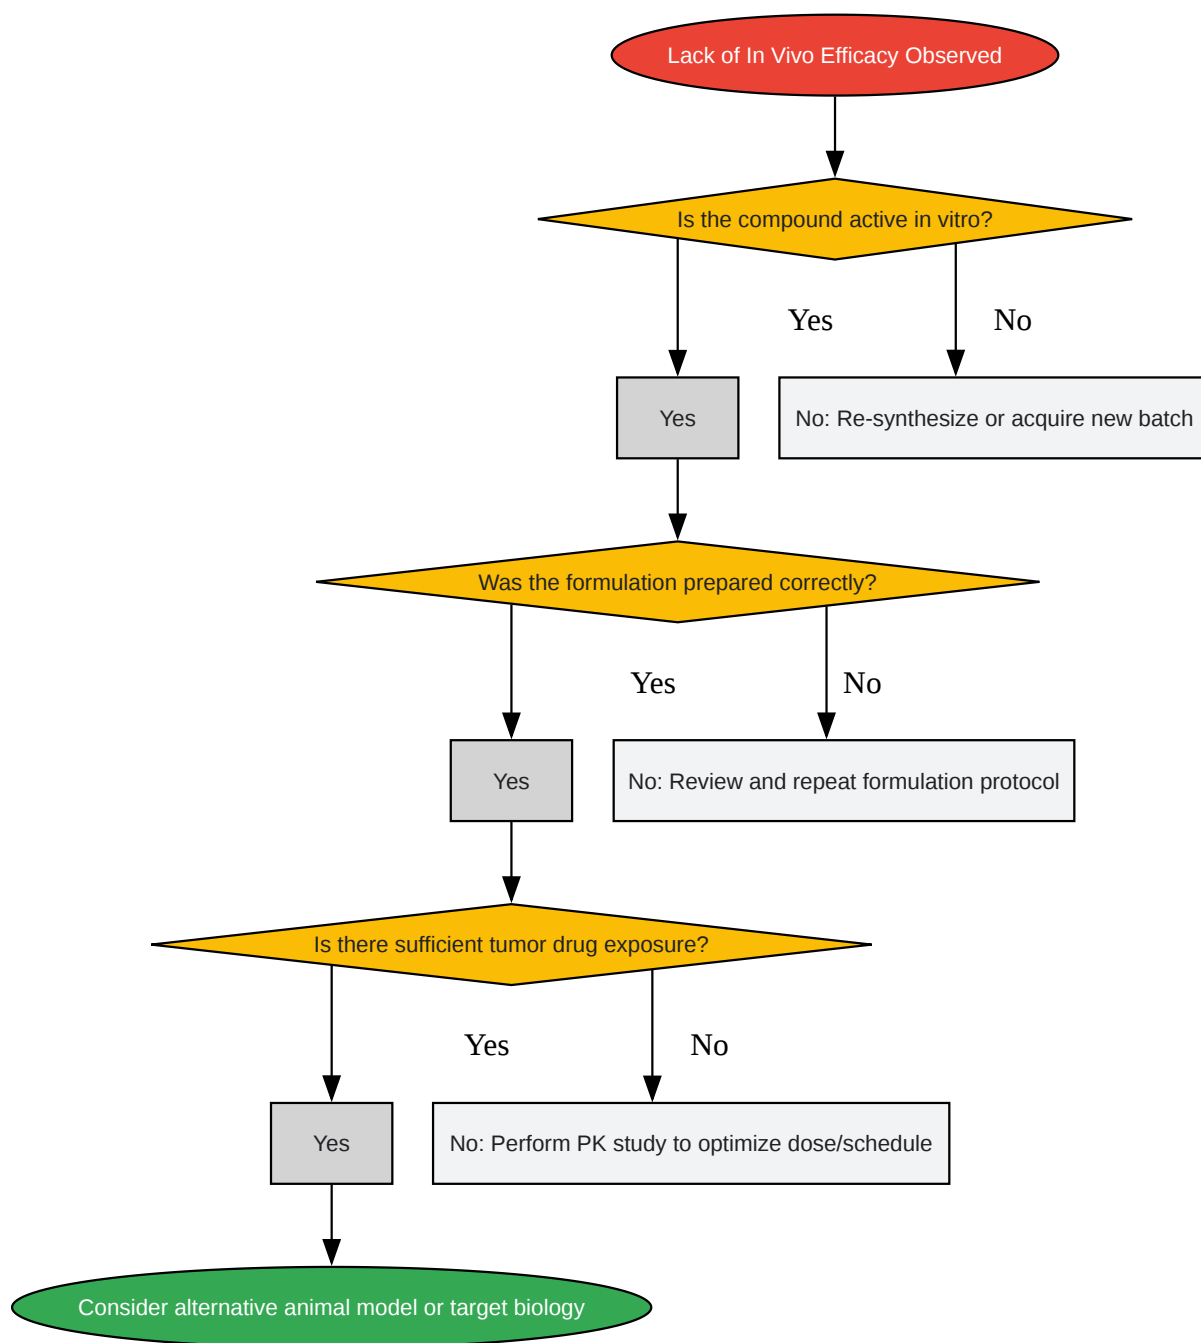 Lack of In Vivo Efficacy Observed
Is the compound active in vitro?
Yes
No
Yes
No: Re-synthesize or acquire new batch
Was the formulation prepared correctly?
Yes
No
Yes
No: Review and repeat formulation protocol
Is there sufficient tumor drug exposure?
Yes
No
Yes
No: Perform PK study to optimize dose/schedule
Consider alternative animal model or target biology